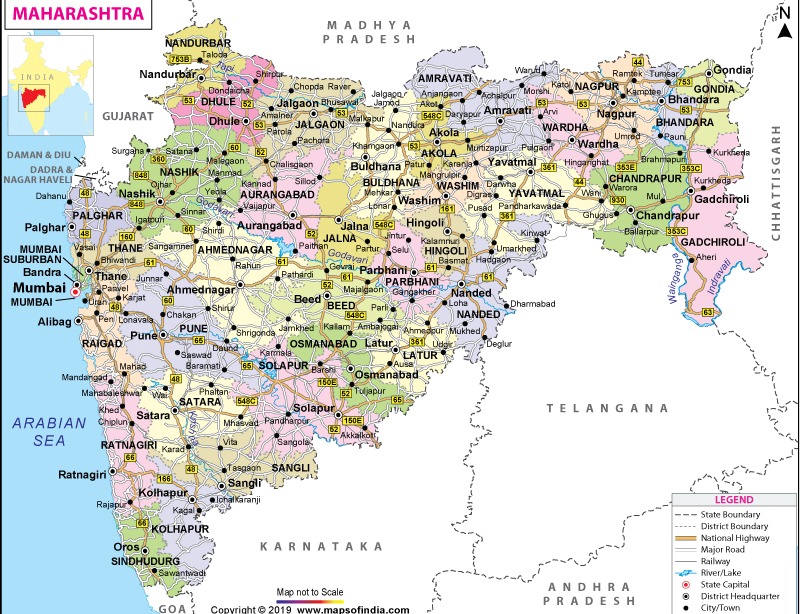 MAHARASHTRA
INDIA
MADHYA
PRADESH
N
GUJARAT
DAMAN & DIU
DADRA &
NAGAR HAVELI
CHHATTISGARH
TELANGANA
KARNATAKA
ANDHRA
PRADESH
GOA
ARABIAN
SEA
NANDURBAR
753B
Taloda
Nandurbar
Tapi
Shirpur
Dondaicha
DHULE
52
Dhule
53
Chopda
Raver
Jalgaon
Bhusawal
Amalner
JALGAON
Parola
Pachora
Malkapur
Chalisgaon
Jalgaon
Jamod
Nandura
Khamgaon
AMRAVATI
Anjangaon
Akot
548C
Daryapur
Achalpur
Warud
Morshi
Amravati
Akola
AKOLA
Murtizapur
Patur
Karanja
Mangrulpir
Buldhana
BULDHANA
Mehkar
Lonar
WASHIM
Washim
161
Digras
Darwha
Pusad
Pulgaon
Yavatmal
361
YAVATMAL
Pandharkawada
Wani
44
Katol
NAGPUR
Ramtek
Kamptee
Nagpur
Umred
Arvi
WARDHA
Wardha
Hinganghat
Tumsar
753
Gondia
GONDIA
Bhandara
BHANDARA
Pauni
Brahmapuri
353E
353C
CHANDRAPUR
Warora
930
Mul
Ghugus
Chandrapur
Ballarpur
Kurkheda
Kurkheda
Gadchiroli
GADCHIROLI
353C
Aheri
Wainganga
Indravati
63
Surgana
Satana
360
848
Malegaon
60
NASHIK
Ojhar
Manmad
Nashik
Yeola
Sinnar
Igatpuri
160
Godavari
Kannad
Sillod
AURANGABAD
Vaijapur
Aurangabad
Paithan
Jalna
JALNA
Partur
Godavari
548C
Jintur
Selu
Hingoli
Kalamnuri
HINGOLI
Basmat
Hadgaon
Umarkhed
Kinwat
Parbhani
PARBHANI
Gangakher
Nanded
Loha
NANDED
Mukhed
Deglur
Dharmabad
Dahanu
48
848
PALGHAR
Palghar
Vasai
THANE
Bhiwandi
MUMBAI
SUBURBAN
Bandra
Thane
Mumbai
MUMBAI
Uran
Panvel
Pen
Karjat
Lonavala
Alibag
RAIGAD
Mahad
Mandangad
Shirdi
Sangamner
AHMEDNAGAR
Rahuri
Pathardi
Junnar
Ahmednagar
Shirur
Shrigonda
Jamkhed
Chakan
PUNE
Pune
Daund
Saswad
Baramati
65
Gevrai
Majalgaon
Beed
BEED
Kaij
Kallam
Ambajogai
Parli
Ahmedpur
Udgir
Latur
LATUR
Ausa
OSMANABAD
Osmanabad
Barshi
150E
Tuljapur
Karmala
SOLAPUR
Solapur
Akkalkot
Pandharpur
Sangola
Mahabaleshwar
Wai
Phaltan
SATARA
Satara
548C
Mhasvad
Karad
Vita
Tasgaon
SANGLI
Sangli
Ichalkaranji
Khed
Chiplun
RATNAGIRI
66
Ratnagiri
166
Rajapur
Kolhapur
Kagal
KOLHAPUR
Oros
SINDHUDURG
Sawantwadi
LEGEND
State Boundary
District Boundary
National Highway
Major Road
Railway
River/Lake
State Capital
District Headquarter
City/Town
Map not to Scale
Copyright © 2019 www.mapsofindia.com